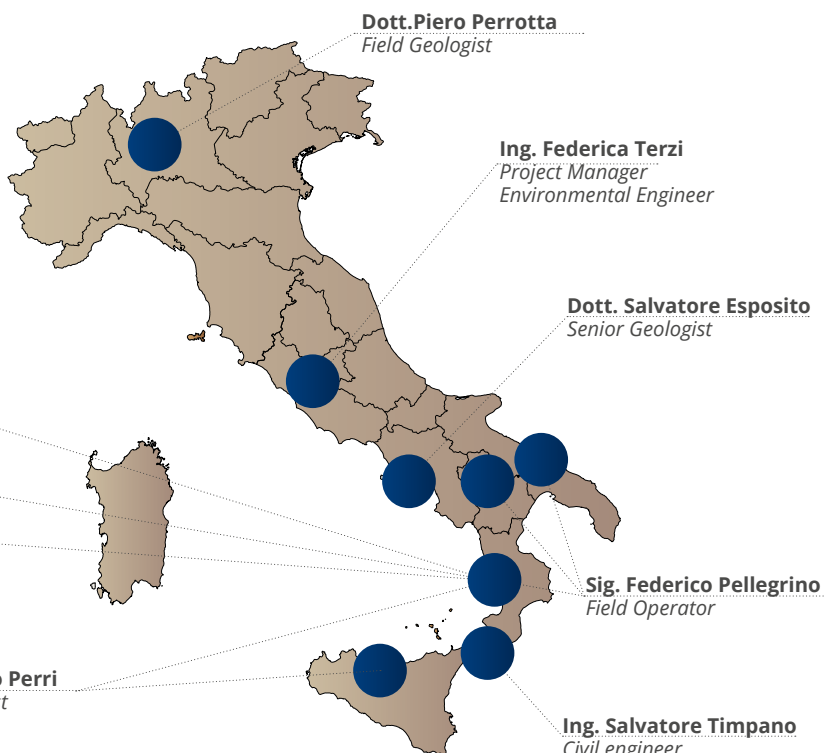 Dott.Piero Perrotta
Field Geologist
Ing. Federica Terzi
Project Manager
Environmental Engineer
Dott. Salvatore Esposito
Senior Geologist
Sig. Federico Pellegrino
Field Operator
Perri
Ing. Salvatore Timpano
Civil engineer